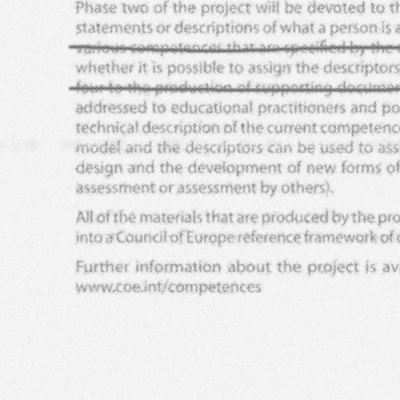 Phase two of the project will be devoted to th
statements or descriptions of what a person is a
various competences that are specified by the
whether it is possible to assign the descriptors
four to the production of supporting documen
addressed to educational practitioners and po
technical description of the current competenc
model and the descriptors can be used to ass
design and the development of new forms of
assessment or assessment by others).
All of the materials that are produced by the pro
into a Council of Europe reference framework of
Further information about the project is av
www.coe.int/competences